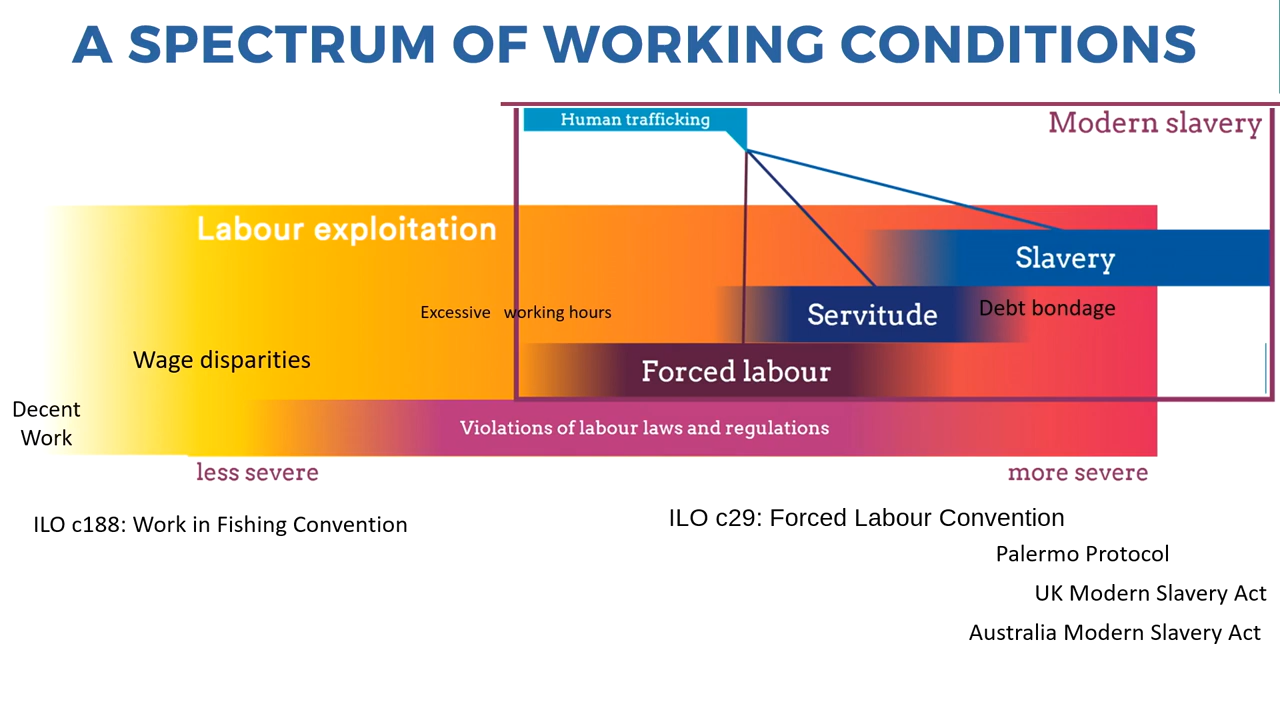 A SPECTRUM OF WORKING CONDITIONS
Human trafficking
Modern slavery
Labour exploitation
Slavery
Excessive working hours
Servitude
Debt bondage
Wage disparities
Forced labour
Decent
Work
Violations of labour laws and regulations
less severe
more severe
ILO c188: Work in Fishing Convention
ILO c29: Forced Labour Convention
Palermo Protocol
UK Modern Slavery Act
Australia Modern Slavery Act